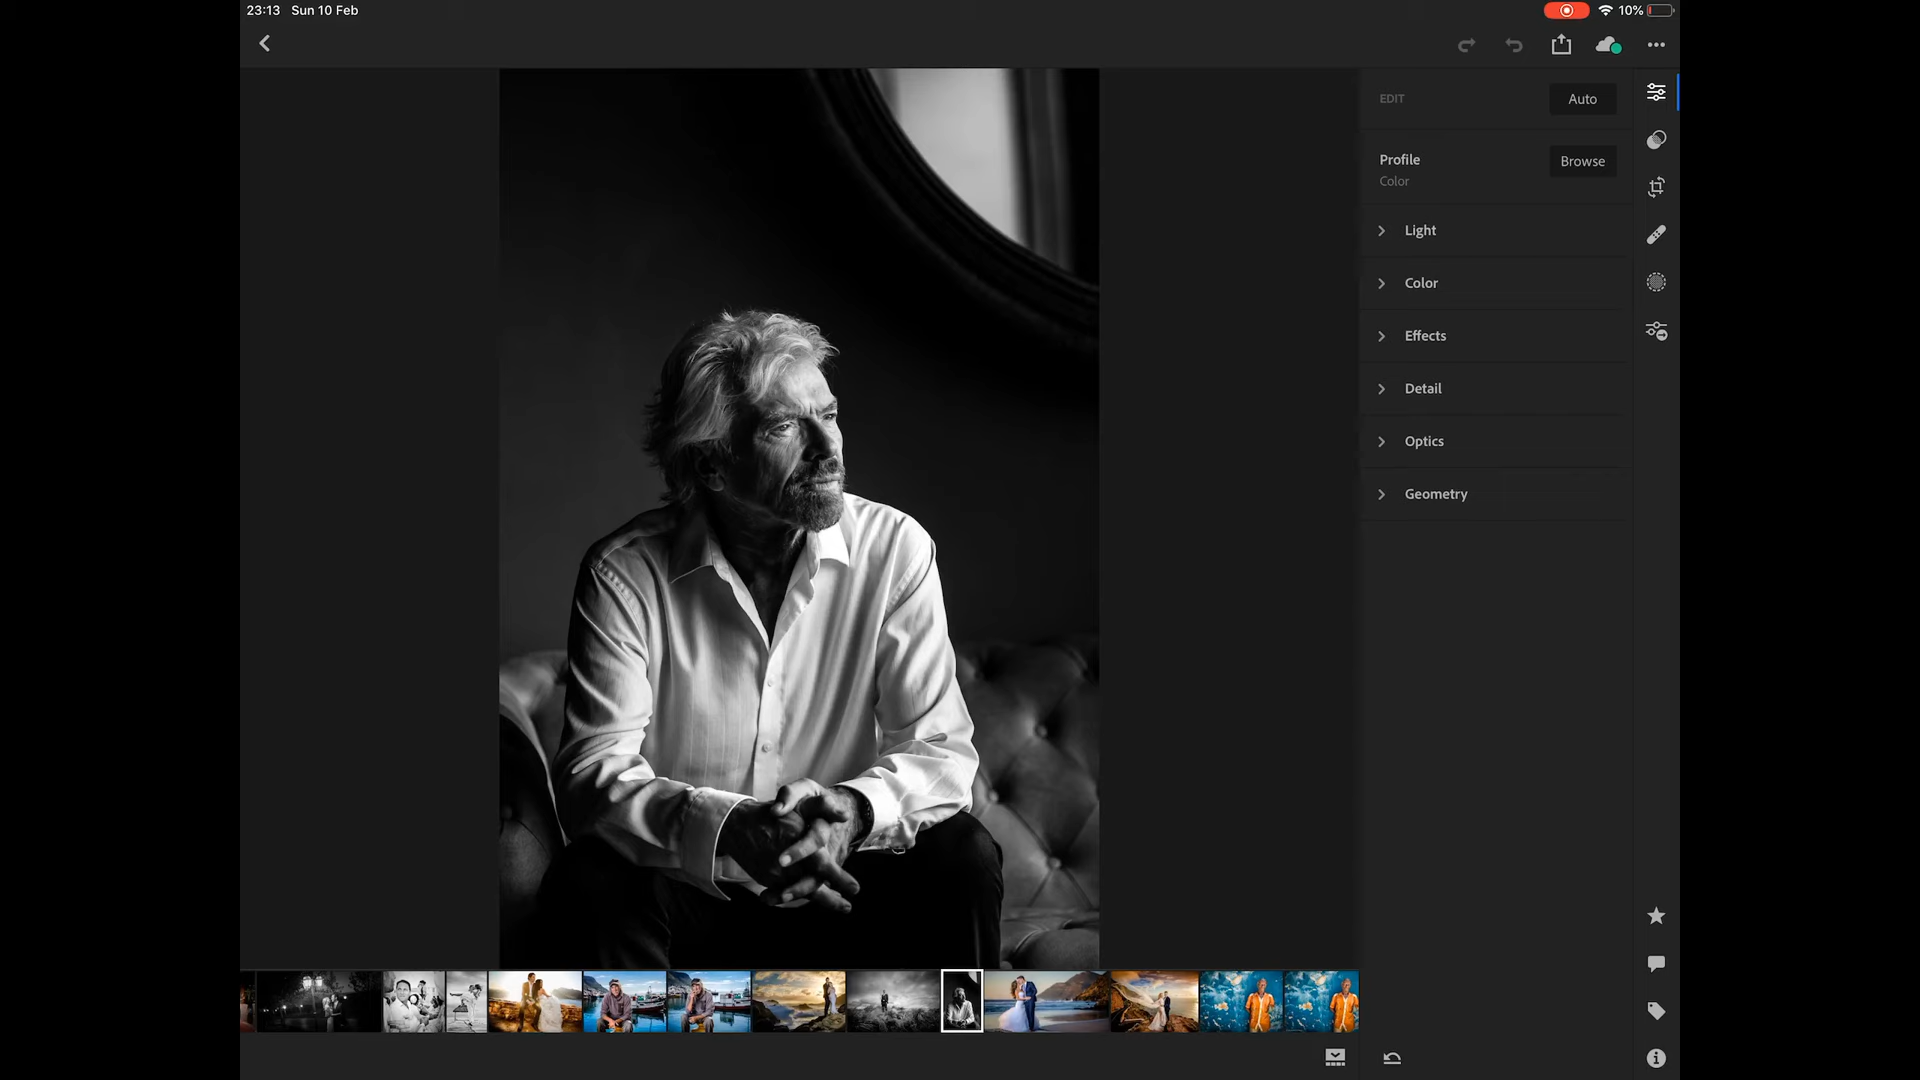 23:13 Sun 10 Feb
10%
EDIT
Auto
Profile
Browse
Color
Light
Color
Effects
Detail
Optics
Geometry